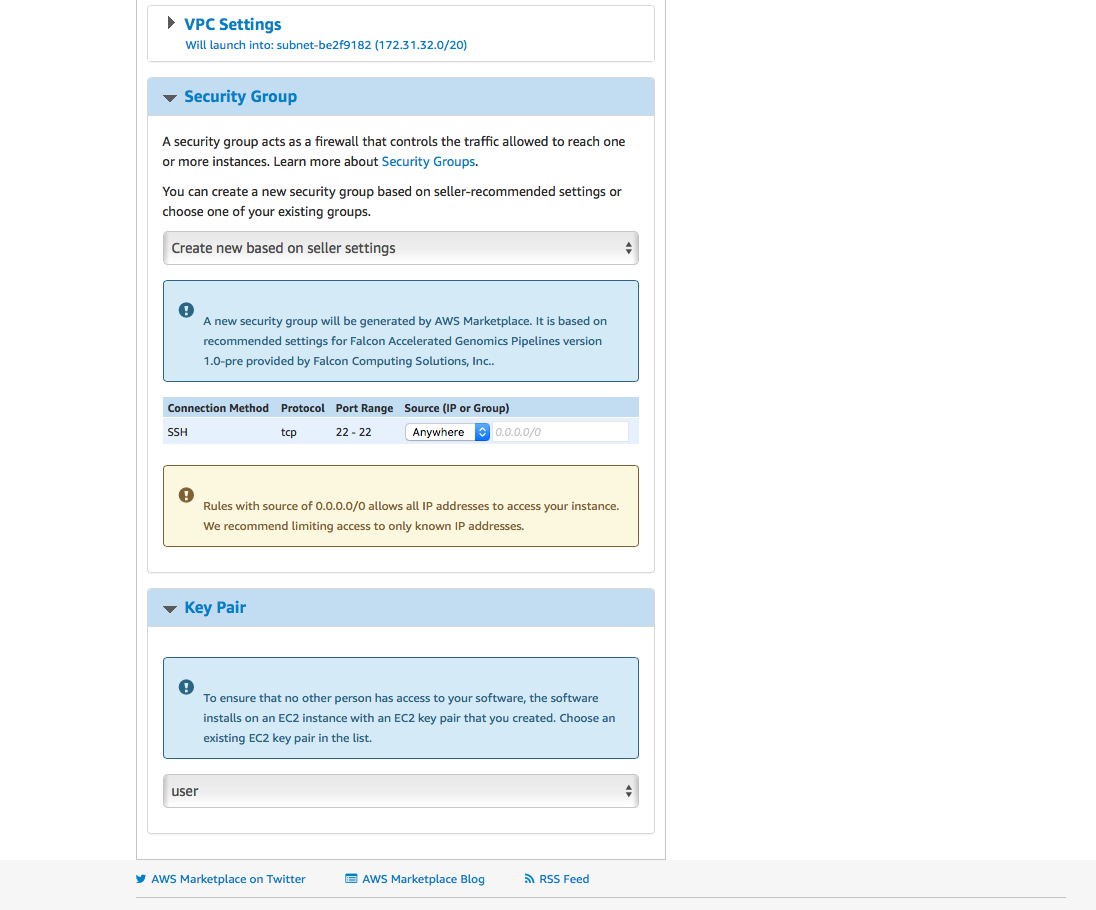 VPC Settings
Will launch into: subnet-be2f9182 (172.31.32.0/20)
Security Group
A security group acts as a firewall that controls the traffic allowed to reach one
or more instances. Learn more about Security Groups.
You can create a new security group based on seller-recommended settings or
choose one of your existing groups.
Create new based on seller settings
A new security group will be generated by AWS Marketplace. It is based on
recommended settings for Falcon Accelerated Genomics Pipelines version
1.0-pre provided by Falcon Computing Solutions, Inc..
Connection Method Protocol Port Range Source (IP or Group)
SSH tcp 22 - 22 Anywhere 0.0.0.0/0
Rules with source of 0.0.0.0/0 allows all IP addresses to access your instance.
We recommend limiting access to only known IP addresses.
Key Pair
To ensure that no other person has access to your software, the software
installs on an EC2 instance with an EC2 key pair that you created. Choose an
existing EC2 key pair in the list.
user
AWS Marketplace on Twitter AWS Marketplace Blog RSS Feed